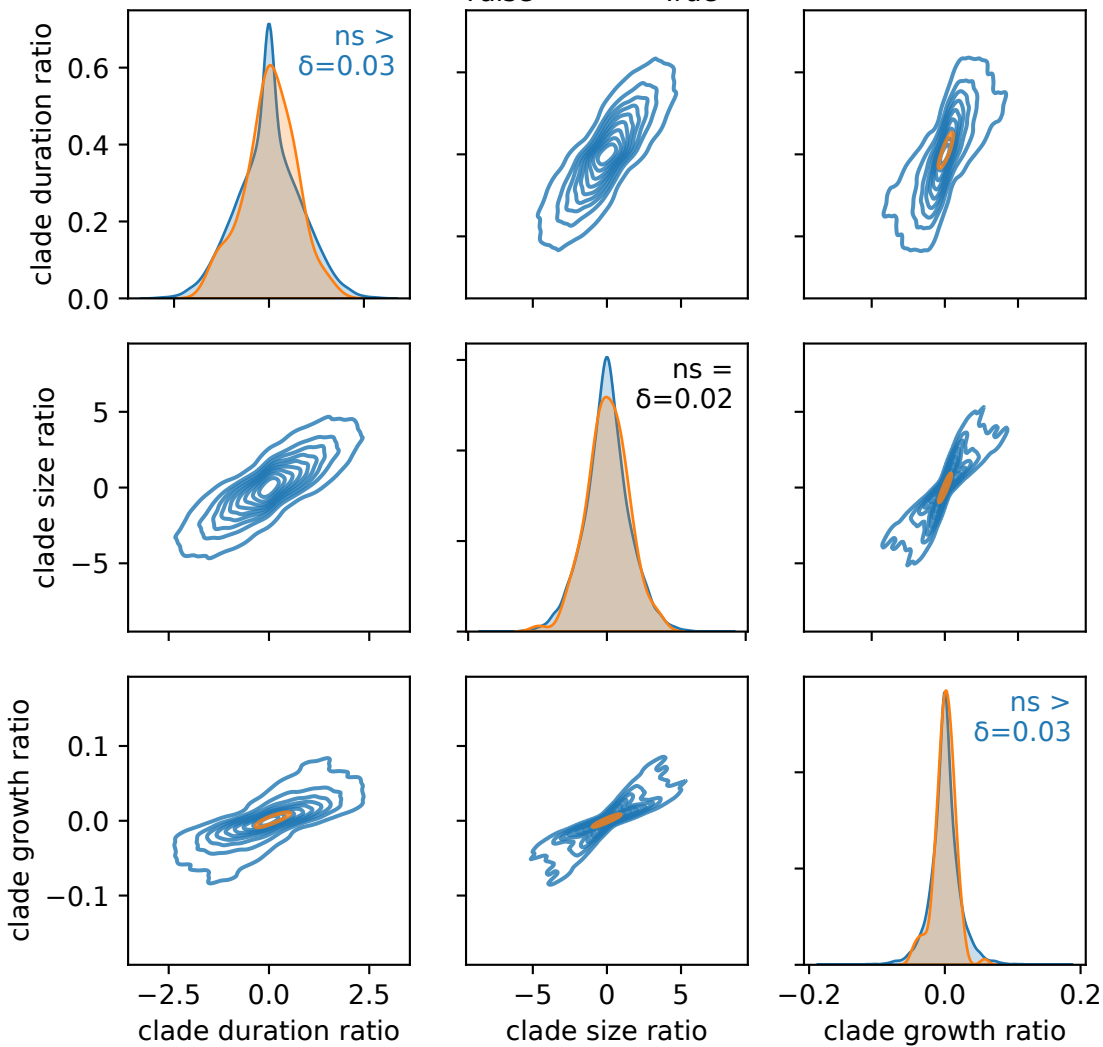 clade duration ratio
0.6
0.4
0.2
0.0
ns >
δ=0.03
clade size ratio
5
0
−5
ns =
δ=0.02
clade growth ratio
0.1
0.0
−0.1
ns >
δ=0.03
−2.5 0.0 2.5
−5 0 5
−0.2 0.0 0.2
clade duration ratio
clade size ratio
clade growth ratio